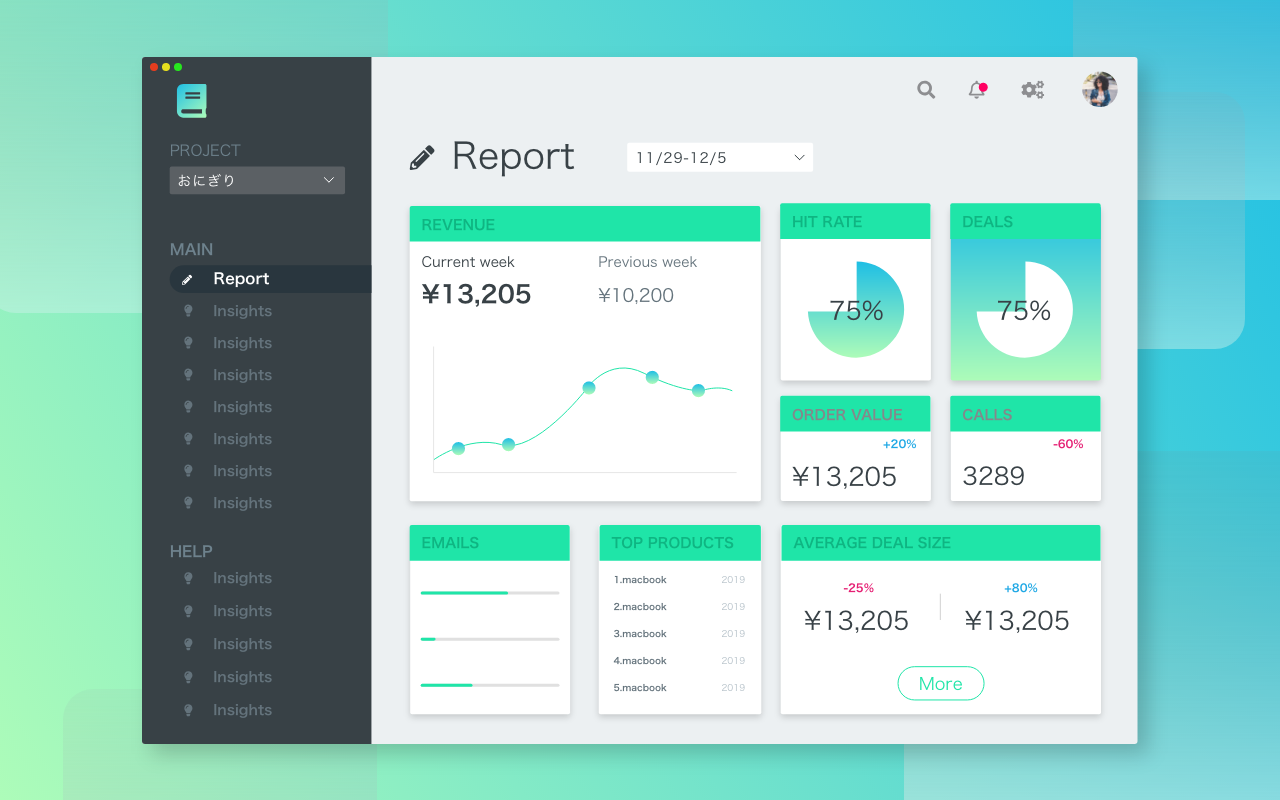 PROJECT
おにぎり
MAIN
Report
Insights
Insights
Insights
Insights
Insights
Insights
Insights
HELP
Insights
Insights
Insights
Insights
Insights
Report
11/29-12/5
REVENUE
Current week
Previous week
¥13,205
¥10,200
HIT RATE
75%
DEALS
75%
ORDER VALUE
+20%
¥13,205
CALLS
-60%
3289
EMAILS
TOP PRODUCTS
1.macbook 2019
2.macbook 2019
3.macbook 2019
4.macbook 2019
5.macbook 2019
AVERAGE DEAL SIZE
-25%
¥13,205
+80%
¥13,205
More